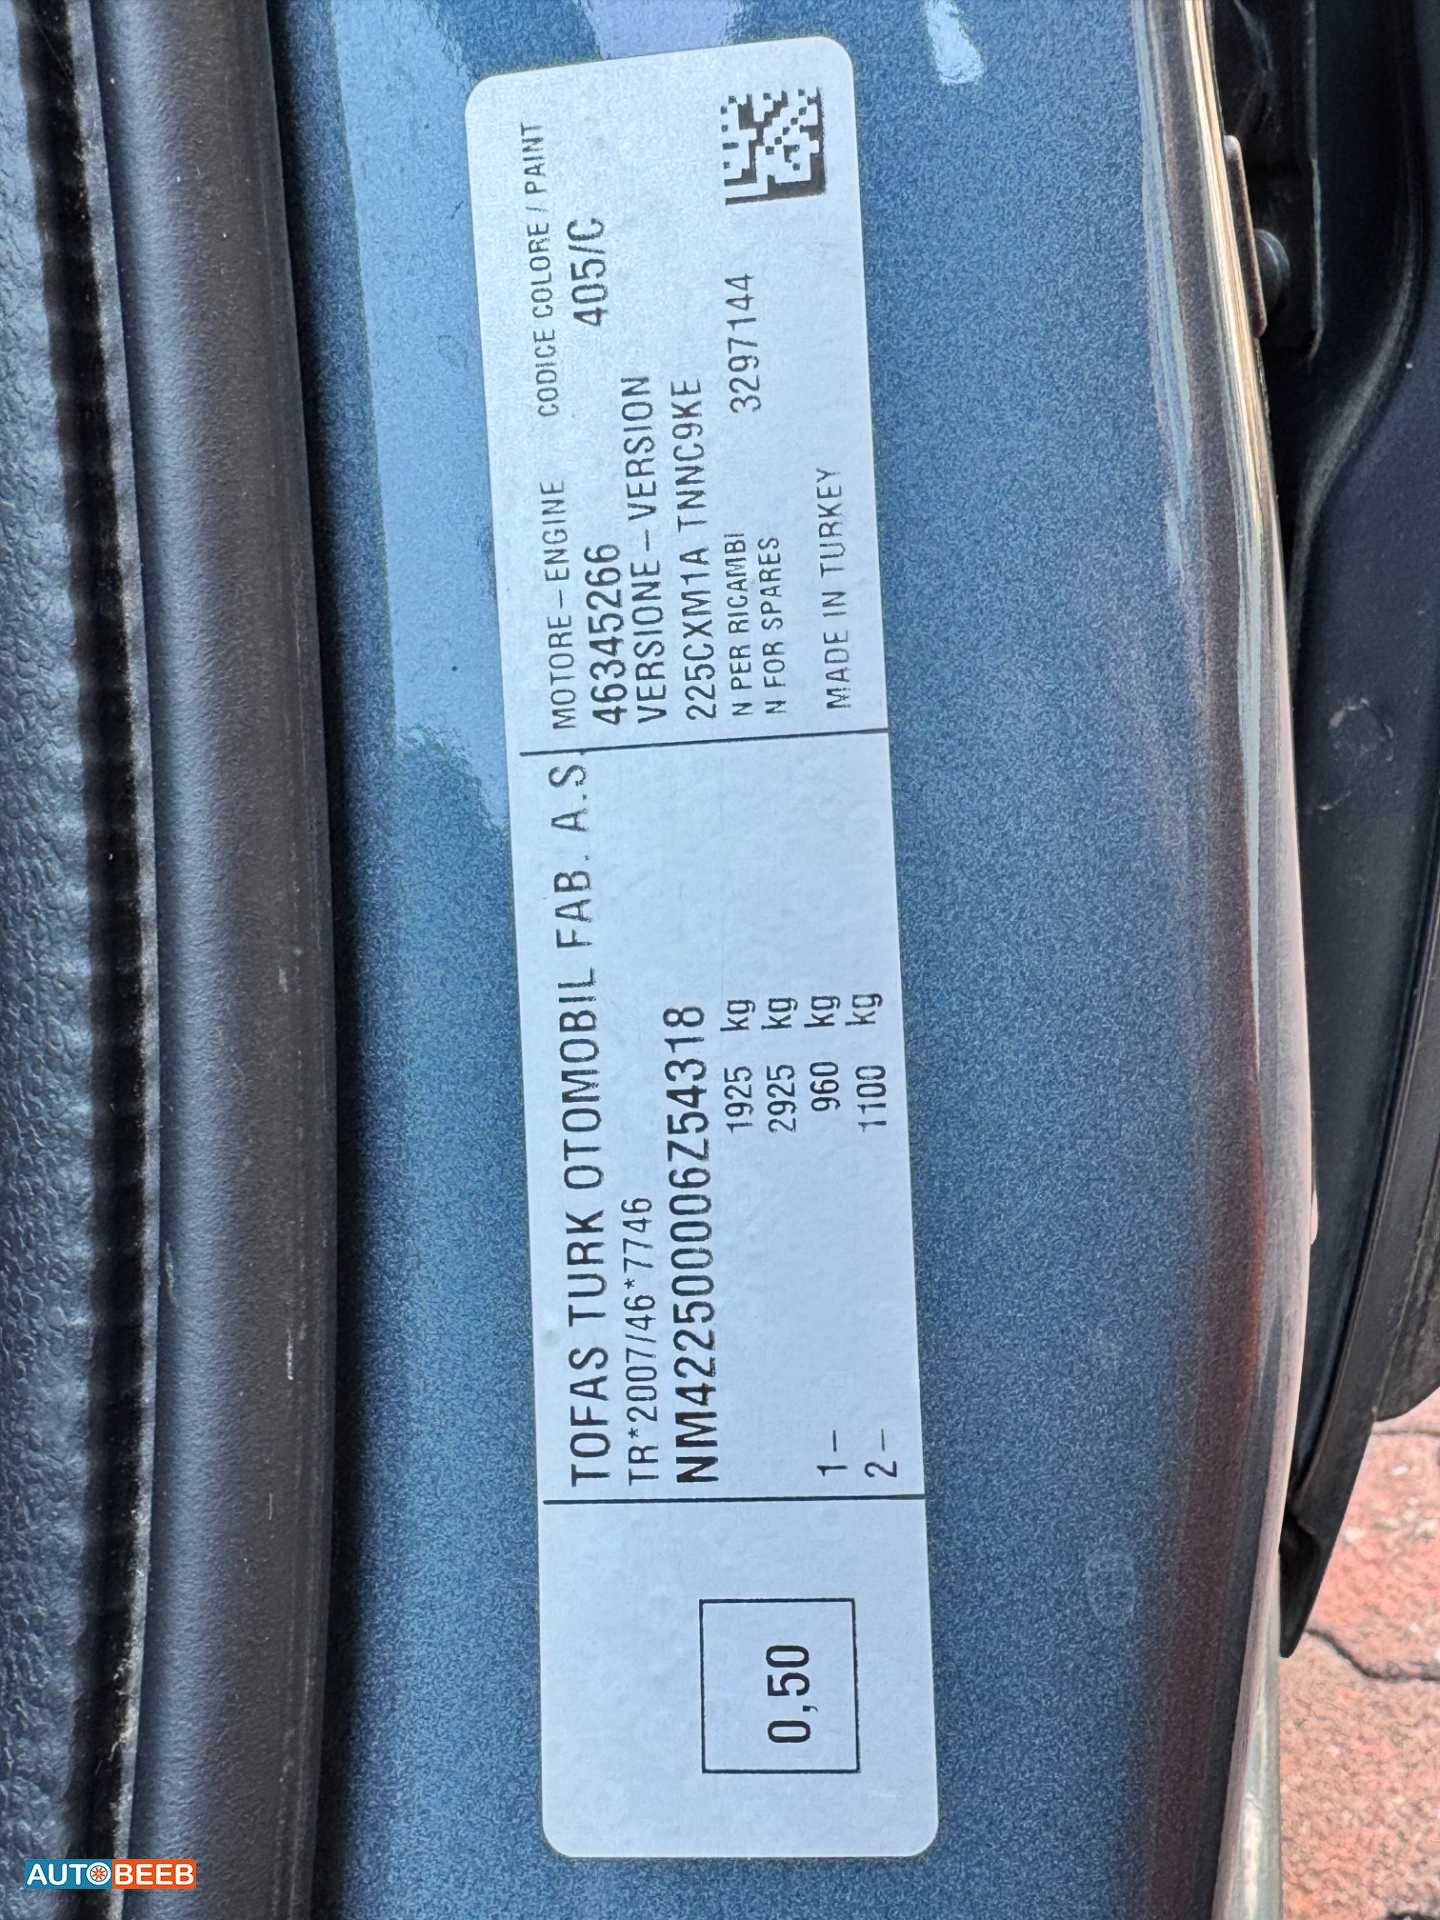 TOFAS TURK OTOMOBIL FAB. A.S.
TR*2007/46*7746
NM42250006Z54318
1925 kg
2925 kg
1– 960 kg
2– 1100 kg
0,50
MOTORE–ENGINE CODICE COLORE/PAINT
46345266 405/C
VERSIONE–VERSION
225CXM1A TNNC9KE
N PER RICAMBI
N FOR SPARES 3297144
MADE IN TURKEY
AUTOBEEB